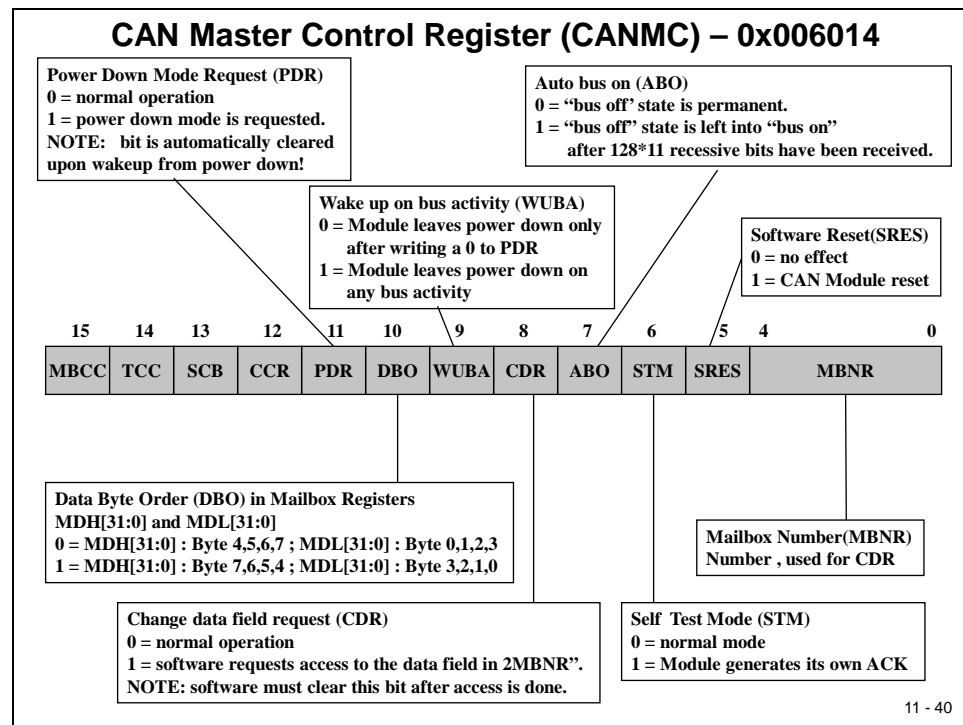 CAN Master Control Register (CANMC) – 0x006014
Power Down Mode Request (PDR)
0 = normal operation
1 = power down mode is requested.
NOTE: bit is automatically cleared
upon wakeup from power down!
Auto bus on (ABO)
0 = “bus off’ state is permanent.
1 = “bus off” state is left into “bus on”
after 128*11 recessive bits have been received.
Wake up on bus activity (WUBA)
0 = Module leaves power down only
after writing a 0 to PDR
1 = Module leaves power down on
any bus activity
Software Reset(SRES)
0 = no effect
1 = CAN Module reset
15 14 13 12 11 10 9 8 7 6 5 4 0
MBCC TCC SCB CCR PDR DBO WUBA CDR ABO STM SRES MBNR
Data Byte Order (DBO) in Mailbox Registers
MDH[31:0] and MDL[31:0]
0 = MDH[31:0] : Byte 4,5,6,7 ; MDL[31:0] : Byte 0,1,2,3
1 = MDH[31:0] : Byte 7,6,5,4 ; MDL[31:0] : Byte 3,2,1,0
Mailbox Number(MBNR)
Number , used for CDR
Change data field request (CDR)
0 = normal operation
1 = software requests access to the data field in 2MBNR”.
NOTE: software must clear this bit after access is done.
Self Test Mode (STM)
0 = normal mode
1 = Module generates its own ACK
11 - 40